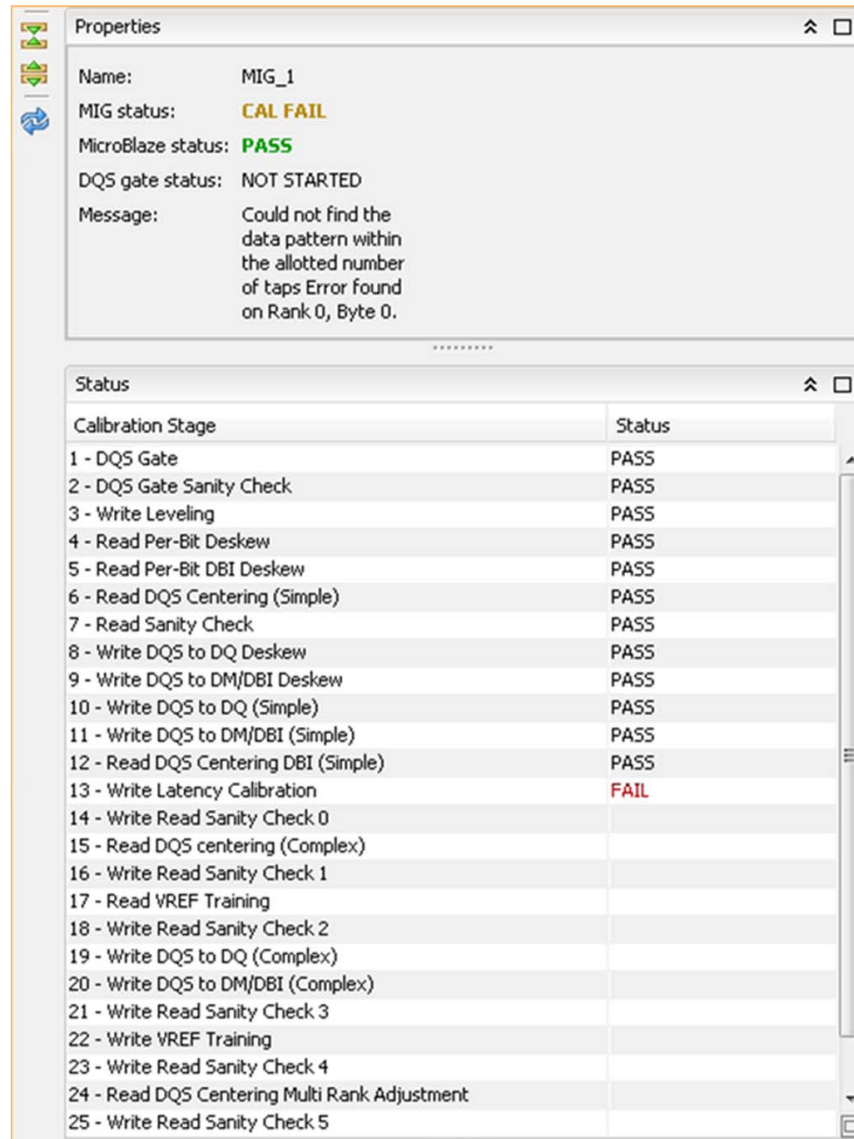 Properties
Name: MIG_1
MIG status: CAL FAIL
MicroBlaze status: PASS
DQS gate status: NOT STARTED
Message: Could not find the
data pattern within
the allotted number
of taps Error found
on Rank 0, Byte 0.
Status
Calibration Stage Status
1 - DQS Gate PASS
2 - DQS Gate Sanity Check PASS
3 - Write Leveling PASS
4 - Read Per-Bit Deskew PASS
5 - Read Per-Bit DBI Deskew PASS
6 - Read DQS Centering (Simple) PASS
7 - Read Sanity Check PASS
8 - Write DQS to DQ Deskew PASS
9 - Write DQS to DM/DBI Deskew PASS
10 - Write DQS to DQ (Simple) PASS
11 - Write DQS to DM/DBI (Simple) PASS
12 - Read DQS Centering DBI (Simple) PASS
13 - Write Latency Calibration FAIL
14 - Write Read Sanity Check 0
15 - Read DQS centering (Complex)
16 - Write Read Sanity Check 1
17 - Read VREF Training
18 - Write Read Sanity Check 2
19 - Write DQS to DQ (Complex)
20 - Write DQS to DM/DBI (Complex)
21 - Write Read Sanity Check 3
22 - Write VREF Training
23 - Write Read Sanity Check 4
24 - Read DQS Centering Multi Rank Adjustment
25 - Write Read Sanity Check 5